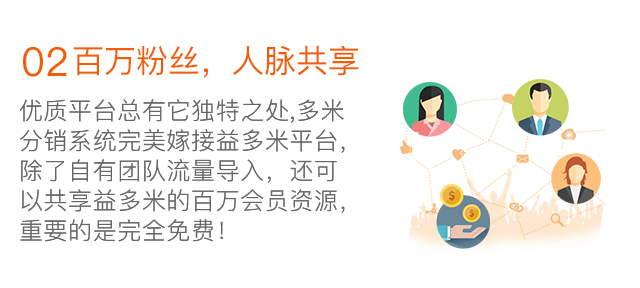 02百万粉丝，人脉共享
优质平台总有它独特之处,多米
分销系统完美嫁接益多米平台，
除了自有团队流量导入，还可
以共享益多米的百万会员资源，
重要的是完全免费！